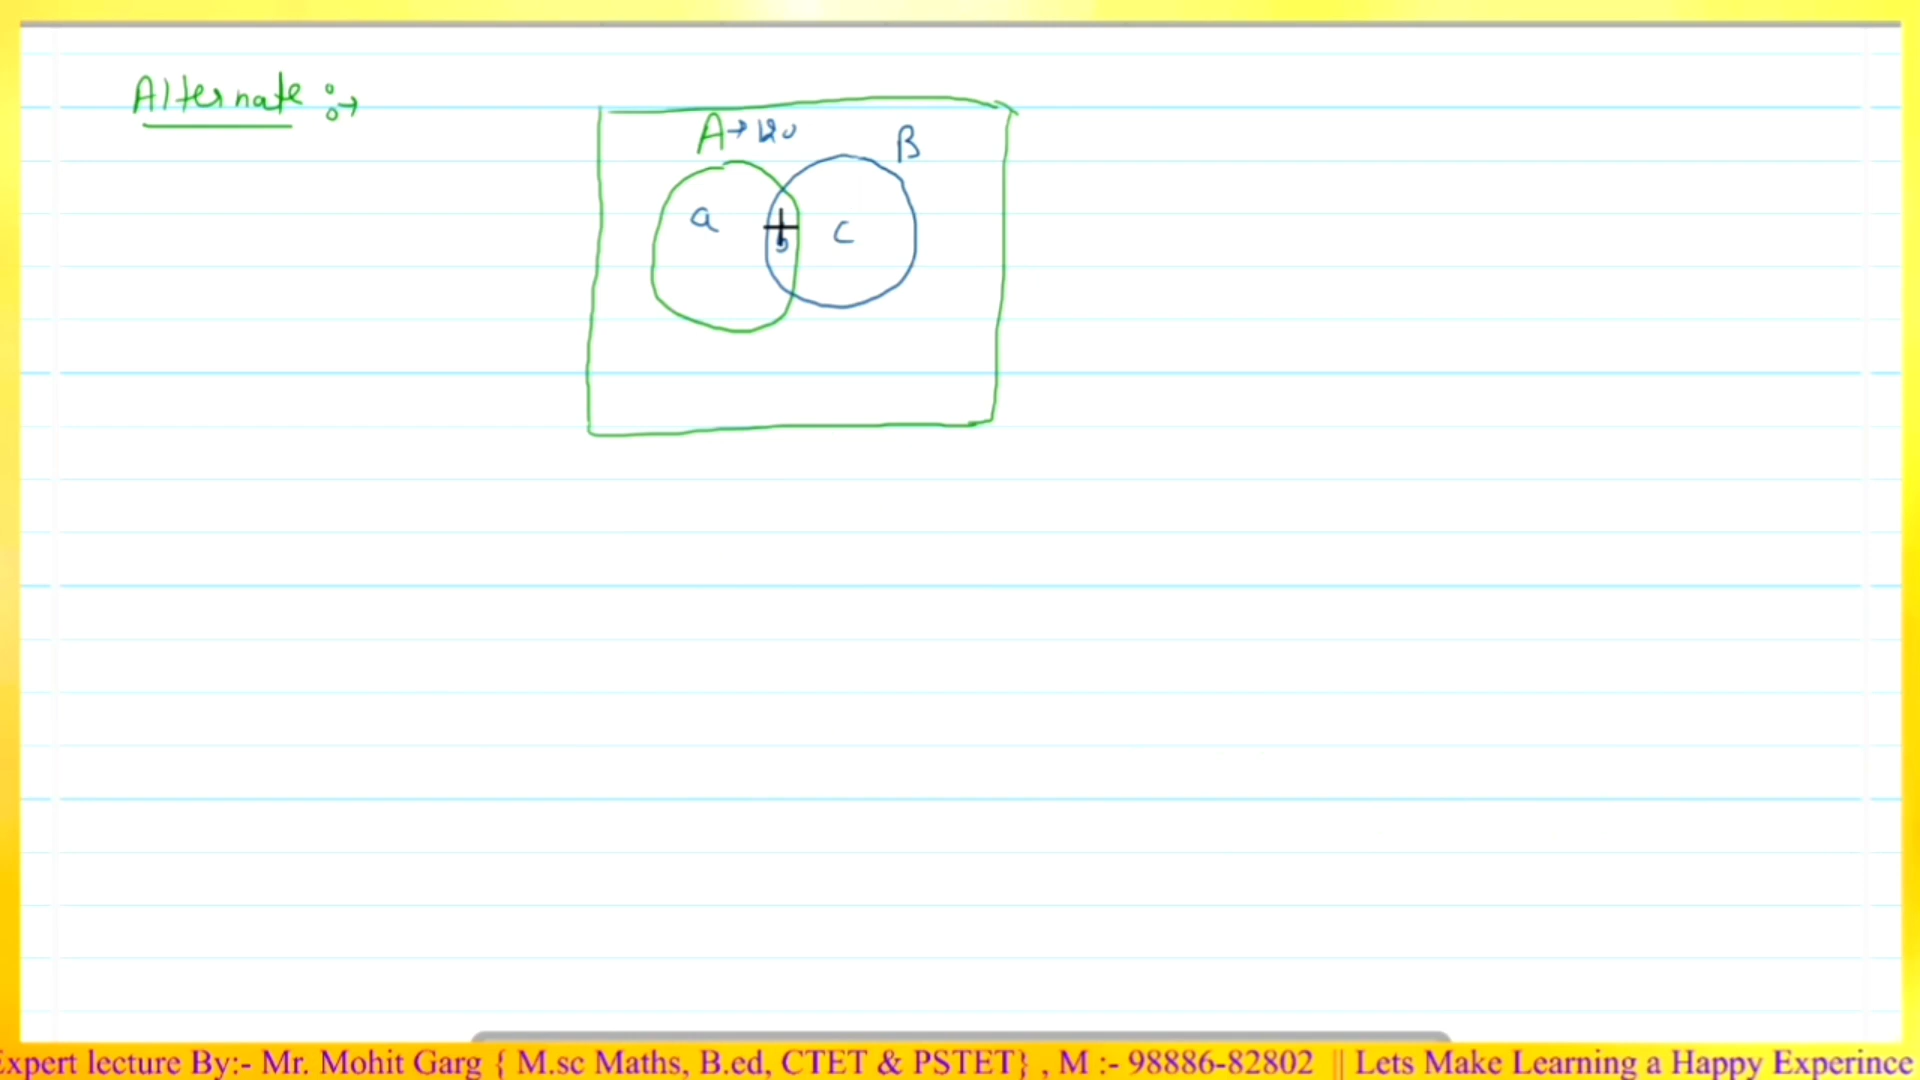 Alternate :→
A → 120
B
a
b
c
Expert lecture By:- Mr. Mohit Garg { M.sc Maths, B.ed, CTET & PSTET} , M :- 98886-82802 || Lets Make Learning a Happy Experince